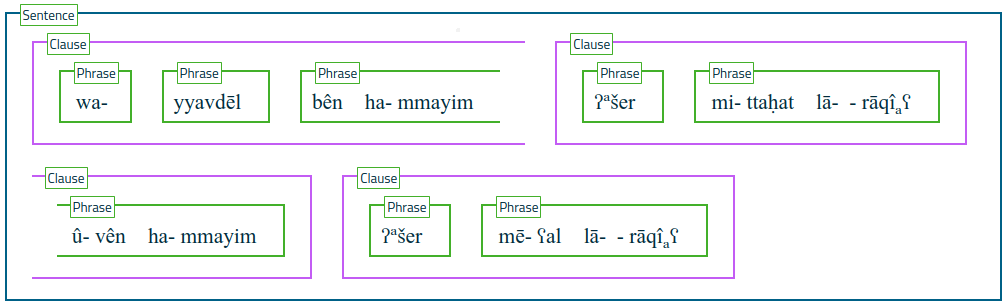 Sentence
Clause Clause
Phrase Phrase Phrase Phrase Phrase
wa- yyavdēl bên ha- mmayim ʔᵃšer mi- ttaḥat lā- - rāqîₐʕ
Clause Clause
Phrase Phrase Phrase
û- vên ha- mmayim ʔᵃšer mē- ʕal lā- - rāqîₐʕ